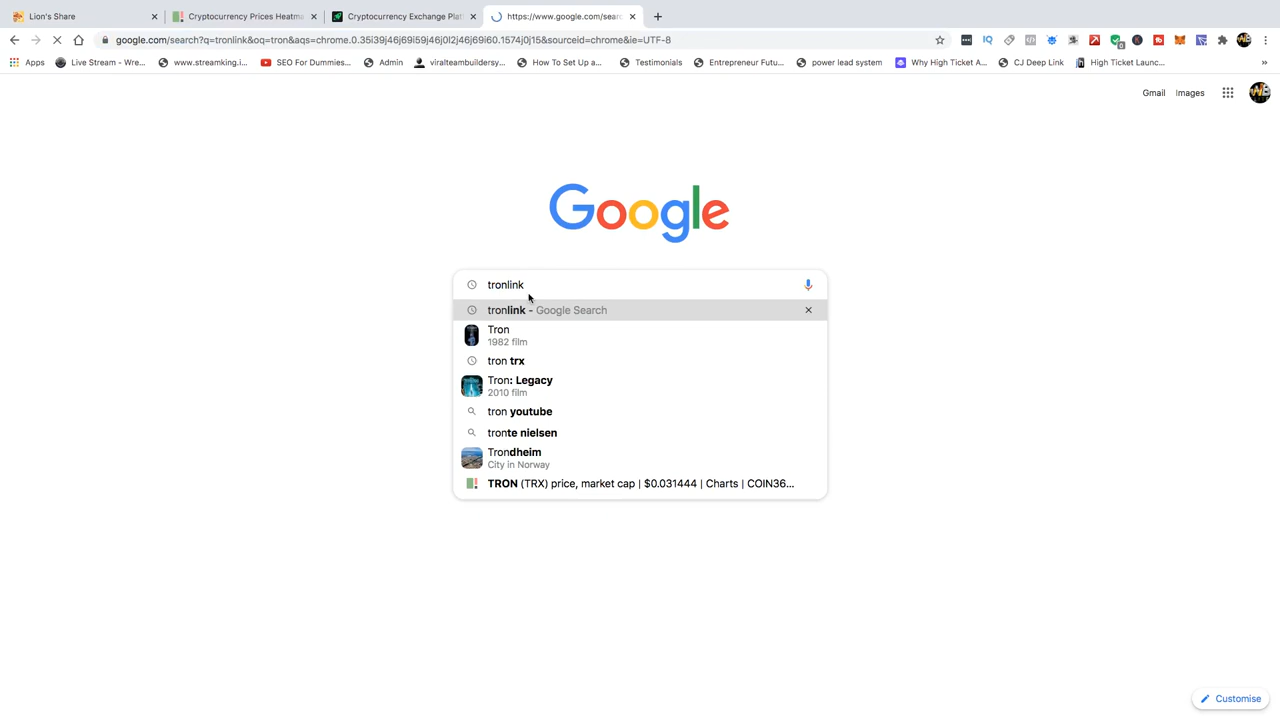 Lion's Share
Cryptocurrency Prices Heatma
Cryptocurrency Exchange Plat
https://www.google.com/searc
google.com/search?q=tronlink&oq=tron&aqs=chrome.0.35i39j46j69i59j46j0l2j46j69i60.1574j0j15&sourceid=chrome&ie=UTF-8
Apps
Live Stream - Wre...
www.streamking.i...
SEO For Dummies...
Admin
viralteambuildersy...
How To Set Up a...
Testimonials
Entrepreneur Futu...
power lead system
Why High Ticket A...
CJ Deep Link
High Ticket Launc...
Gmail
Images
Google
tronlink
tronlink - Google Search
Tron
1982 film
tron trx
Tron: Legacy
2010 film
tron youtube
tronte nielsen
Trondheim
City in Norway
TRON (TRX) price, market cap | $0.031444 | Charts | COIN36...
Customise